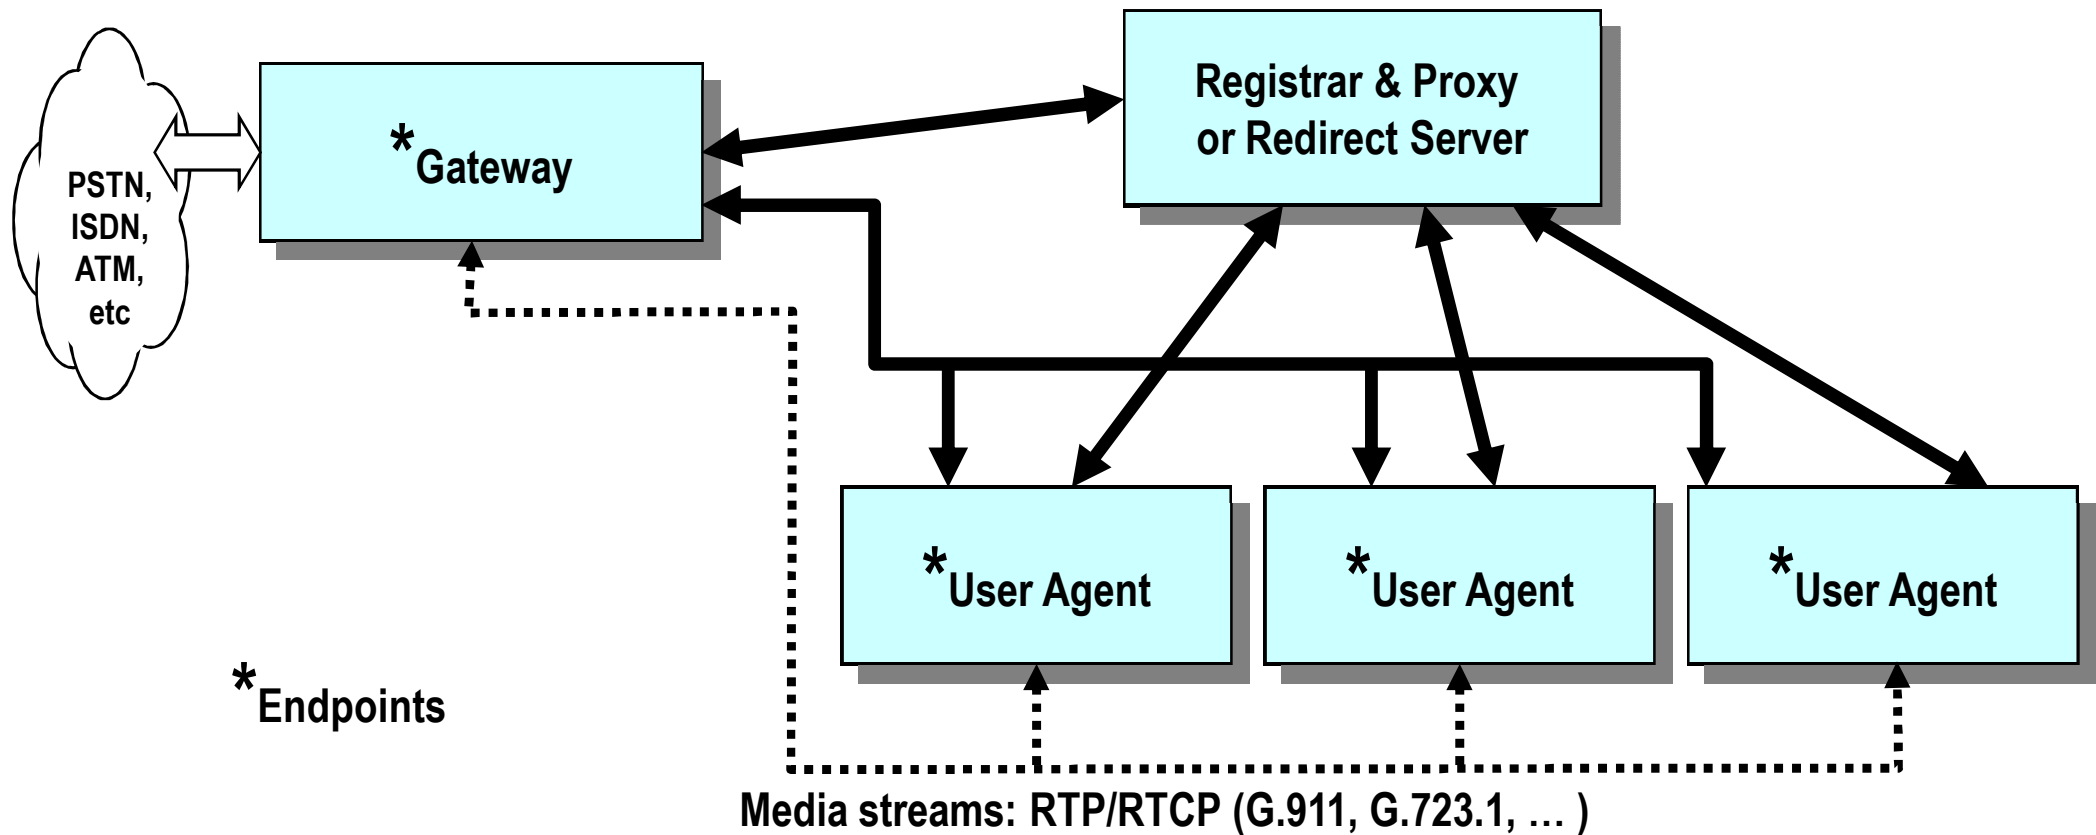 Registrar & Proxy
or Redirect Server
*Gateway
PSTN,
ISDN,
ATM,
etc
*User Agent
*User Agent
*User Agent
*Endpoints
Media streams: RTP/RTCP (G.911, G.723.1, … )